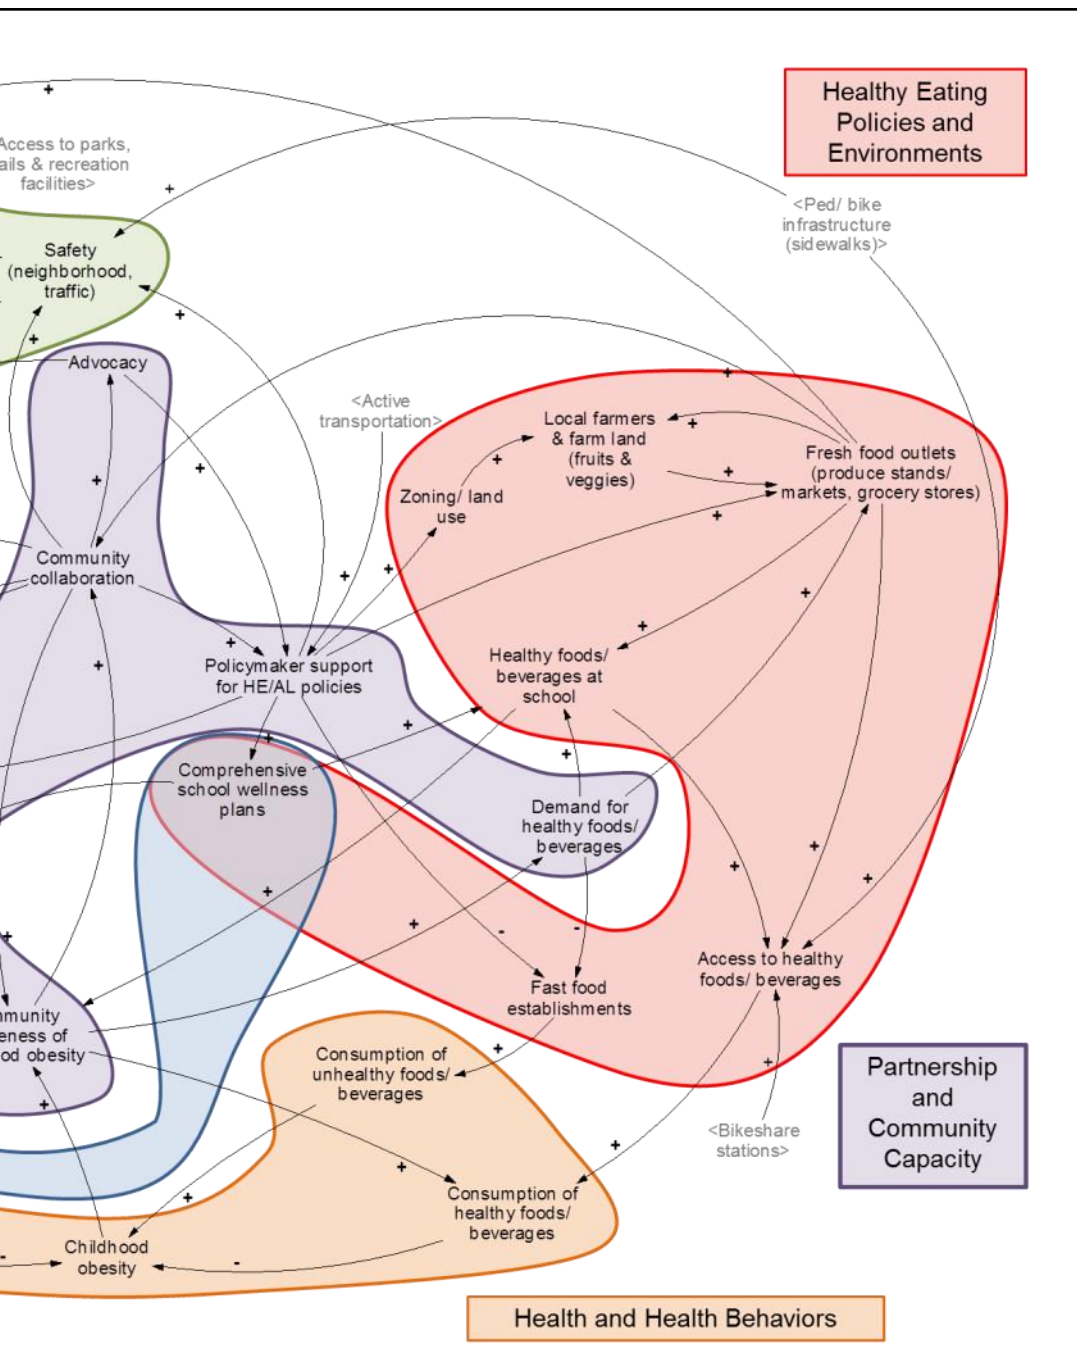 +
Healthy Eating
Policies and
Environments
Access to parks,
ails & recreation
facilities>
+
<Ped/ bike
infrastructure
(sidewalks)>
Safety
(neighborhood,
traffic)
+
+
Advocacy
+
<Active
transportation>
Local farmers
& farm land
(fruits &
veggies)
+
+
+
Fresh food outlets
(produce stands/
markets, grocery stores)
Zoning/ land
use
+
+
+
+
Community
collaboration
+
+
+
+
+
Policymaker support
for HE/AL policies
+
Healthy foods/
beverages at
school
+
+
+
Comprehensive
school wellness
plans
Demand for
healthy foods/
beverages
+
+
+
+
+
-
-
+
Access to healthy
foods/ beverages
Fast food
establishments
mmunity
eness of
od obesity
+
Consumption of
unhealthy foods/
beverages
+
+
Partnership
and
Community
Capacity
<Bikeshare
stations>
+
+
+
Consumption of
healthy foods/
beverages
Childhood
obesity
-
-
Health and Health Behaviors